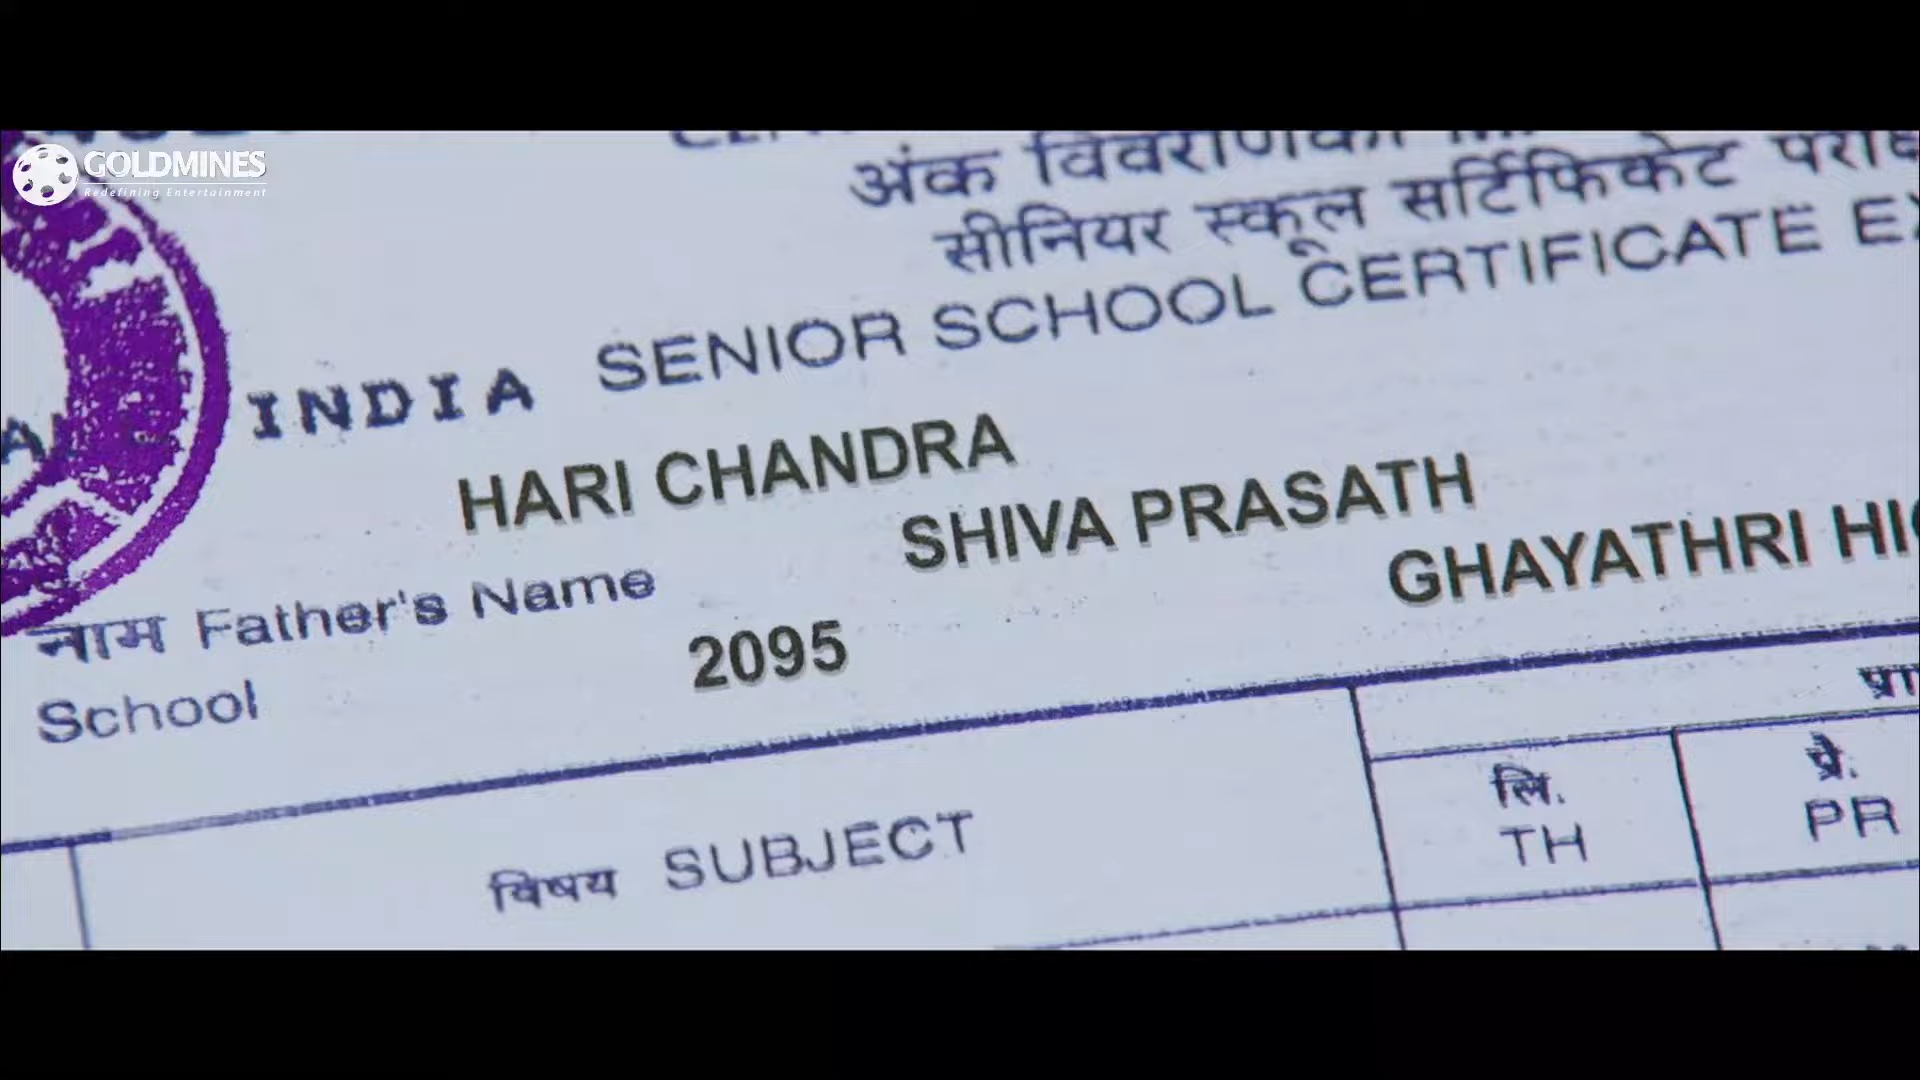 GOLDMINES
Redefining Entertainment
अंक विवरणिका
सीनियर स्कूल सर्टिफिकेट
INDIA SENIOR SCHOOL CERTIFICATE
HARI CHANDRA
SHIVA PRASATH
GHAYATHRI
नाम Father's Name
2095
School
विषय SUBJECT
लि.
TH
प्रै.
PR